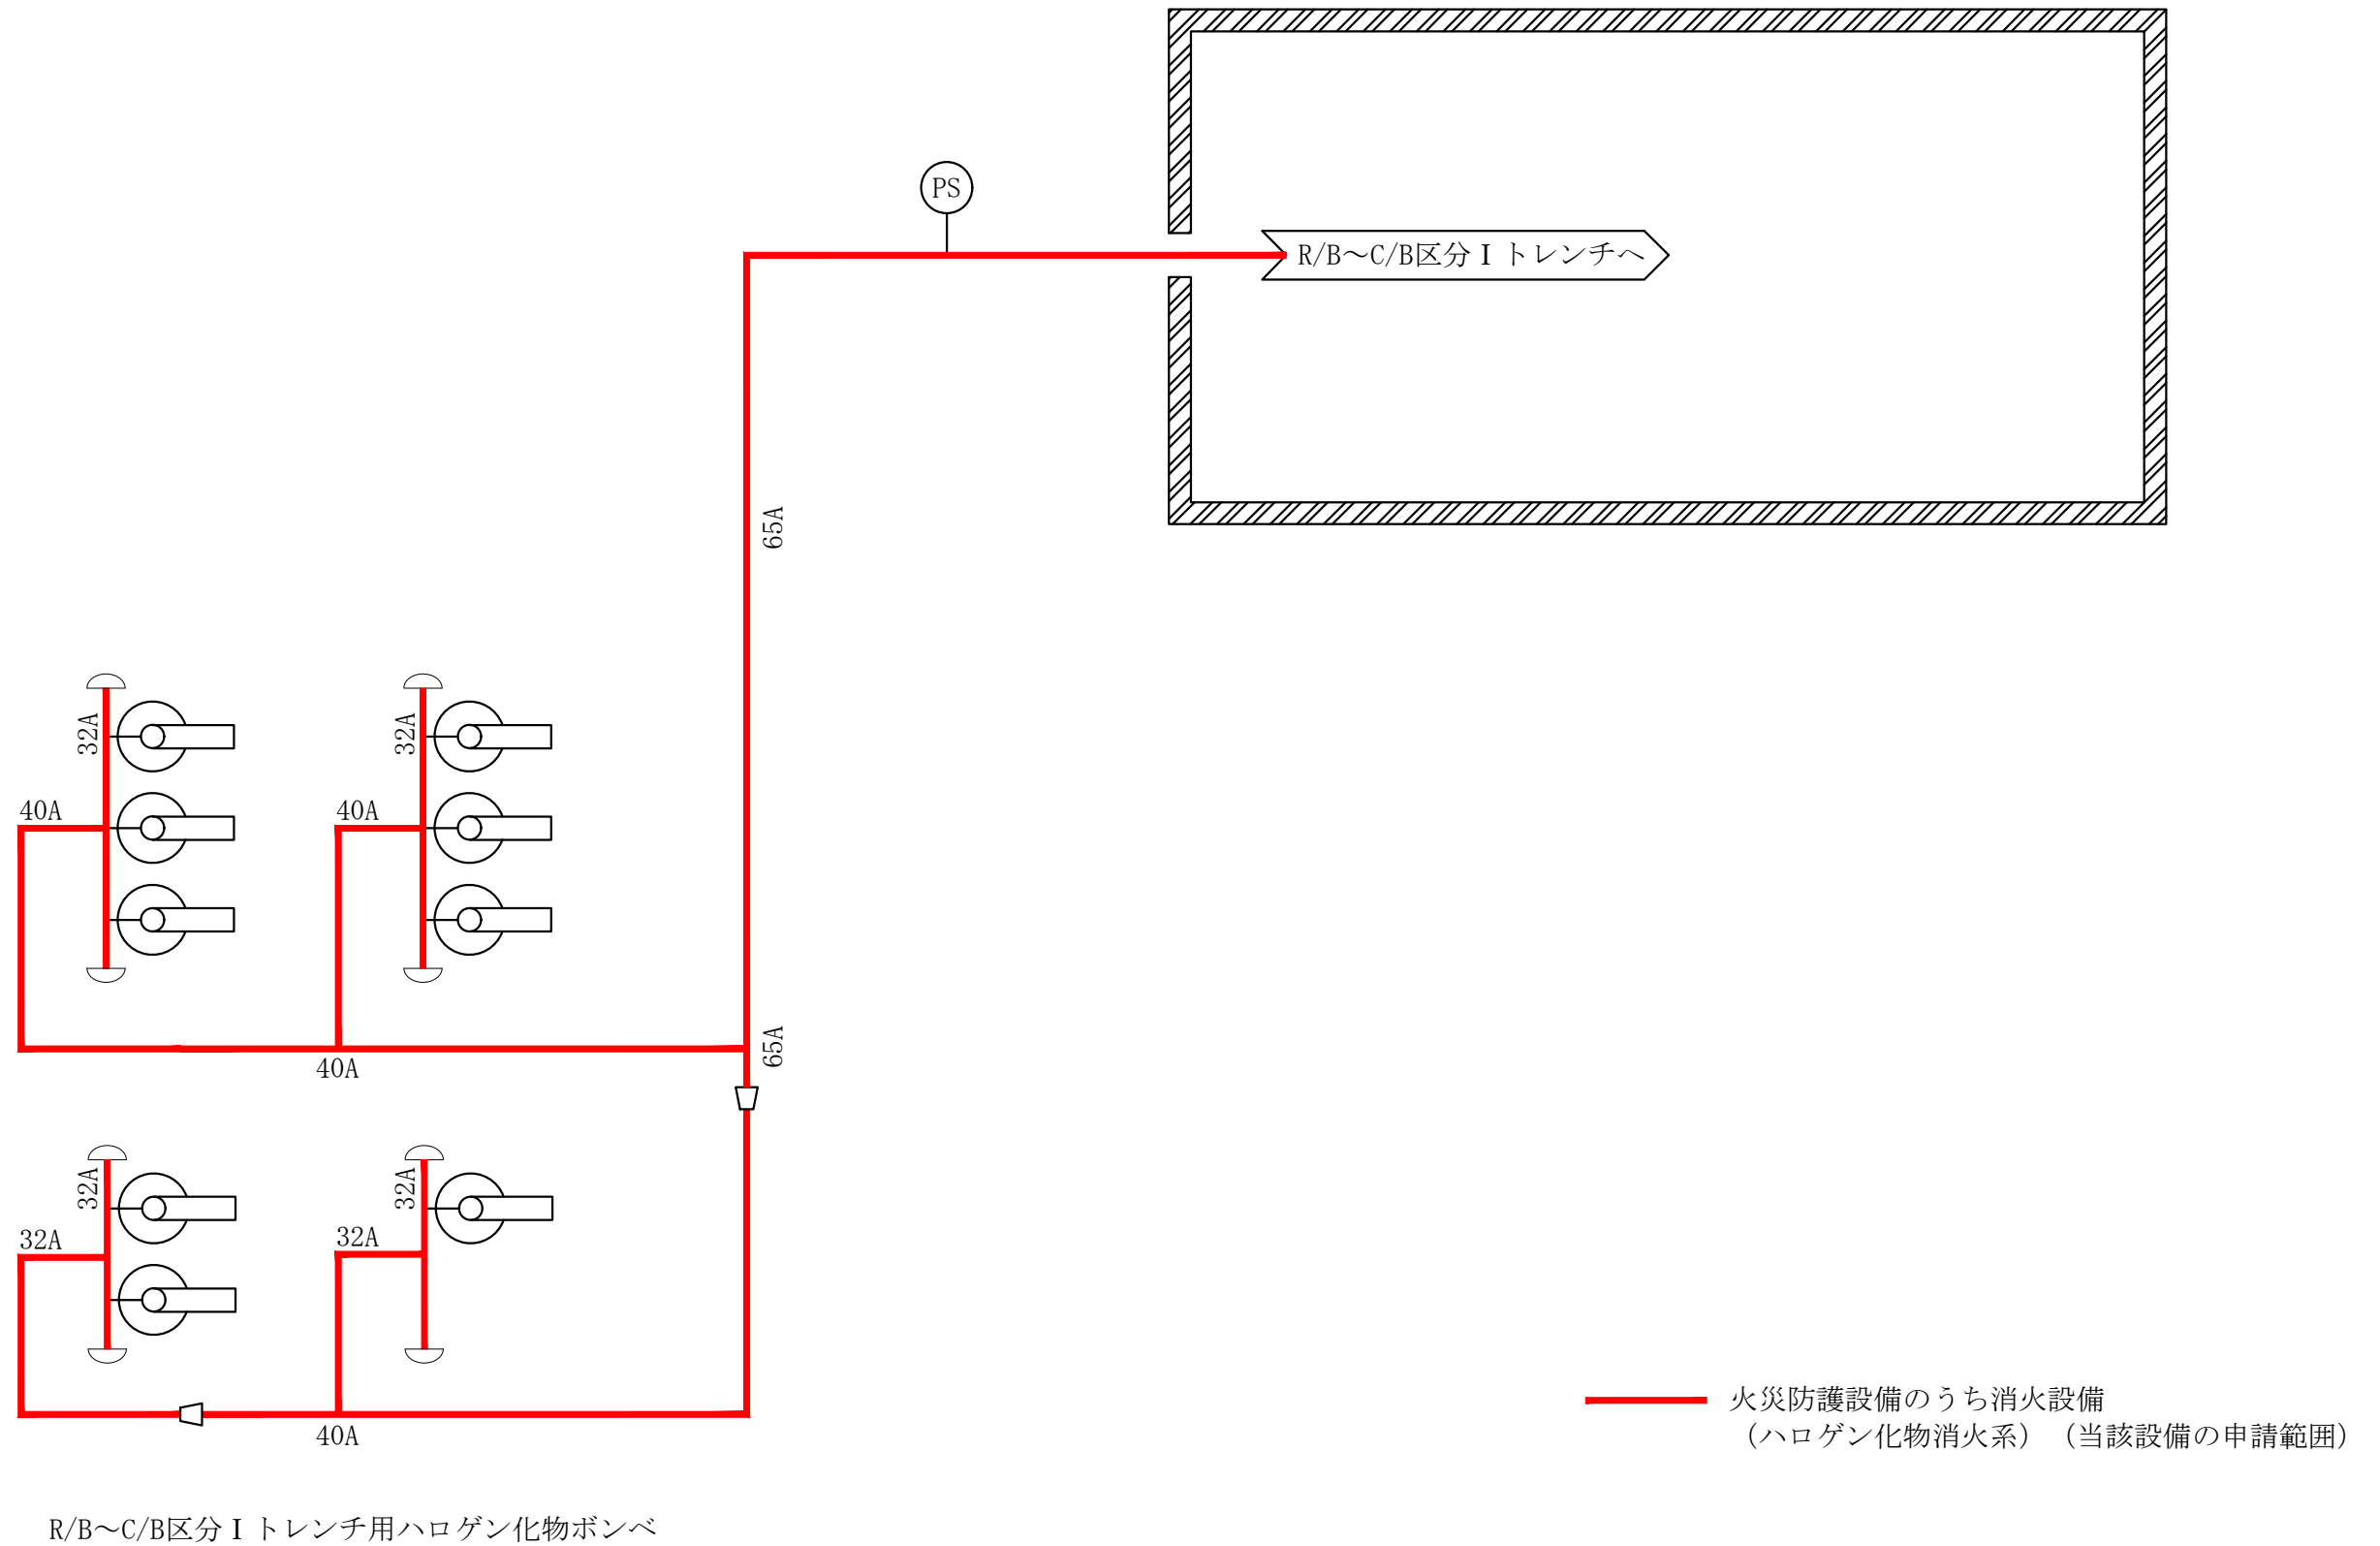 PS
R/B～C/B区分Ⅰトレンチへ
65A
32A
32A
40A
40A
65A
40A
32A
32A
32A
32A
40A
火災防護設備のうち消火設備
（ハロゲン化物消火系）（当該設備の申請範囲）
R/B～C/B区分Ⅰトレンチ用ハロゲン化物ボンベ